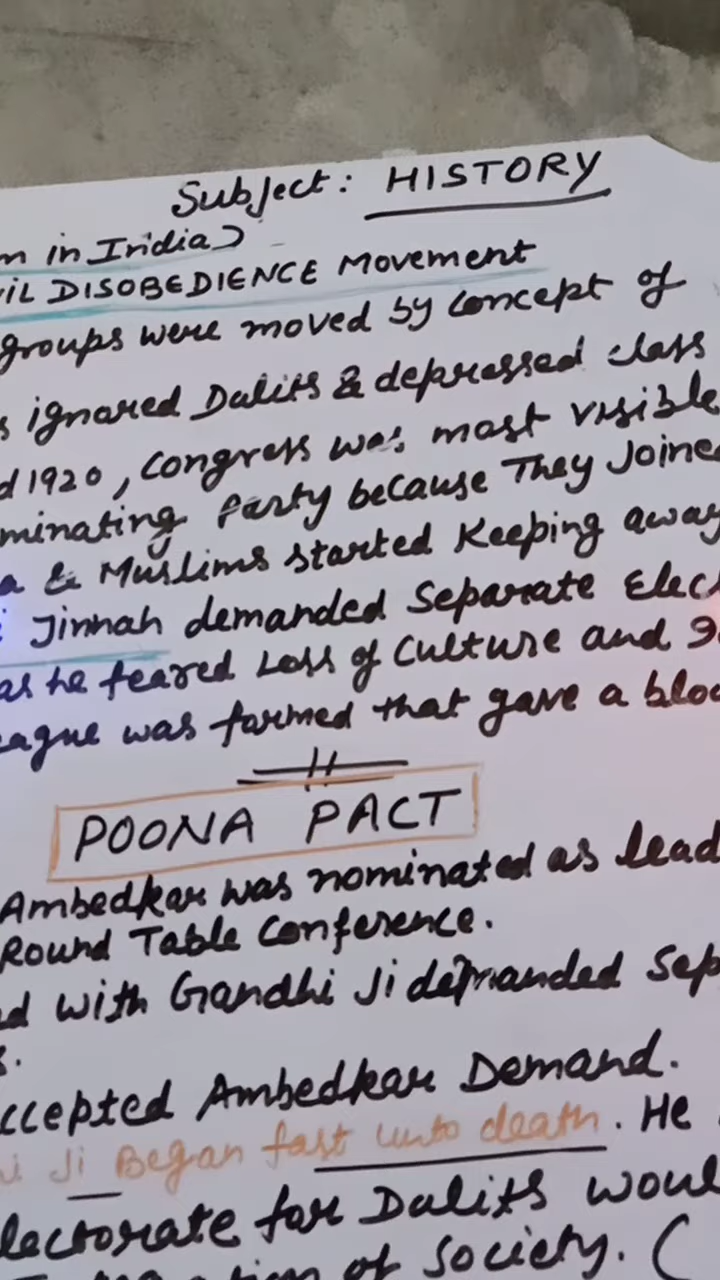 Subject: HISTORY
m in India)
IL DISOBEDIENCE Movement
groups were moved by concept of
s ignored Dalits & depressed class
d 1920, Congress was most visible
minating Party because They Joine
a & Muslims started Keeping away
i Jinnah demanded Separate Elec
as he feared Loss of Culture and
eague was formed that gave a blo
POONA PACT
Ambedkar was nominated as lead
Round Table Conference.
d with Gandhi Ji demanded Sep
s.
ccepted Ambedkar Demand.
hi Ji Began fast unto death. He
lectorate for Dalits woul
of society. (